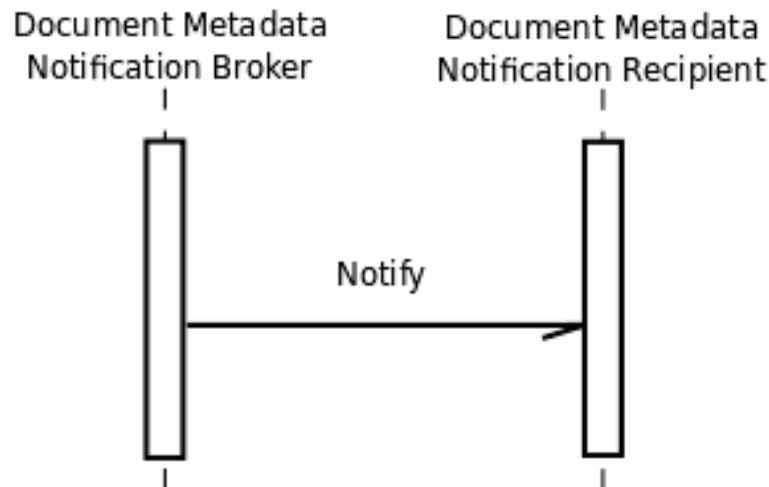 Document Metadata
Notification Broker
Document Metadata
Notification Recipient
Notify